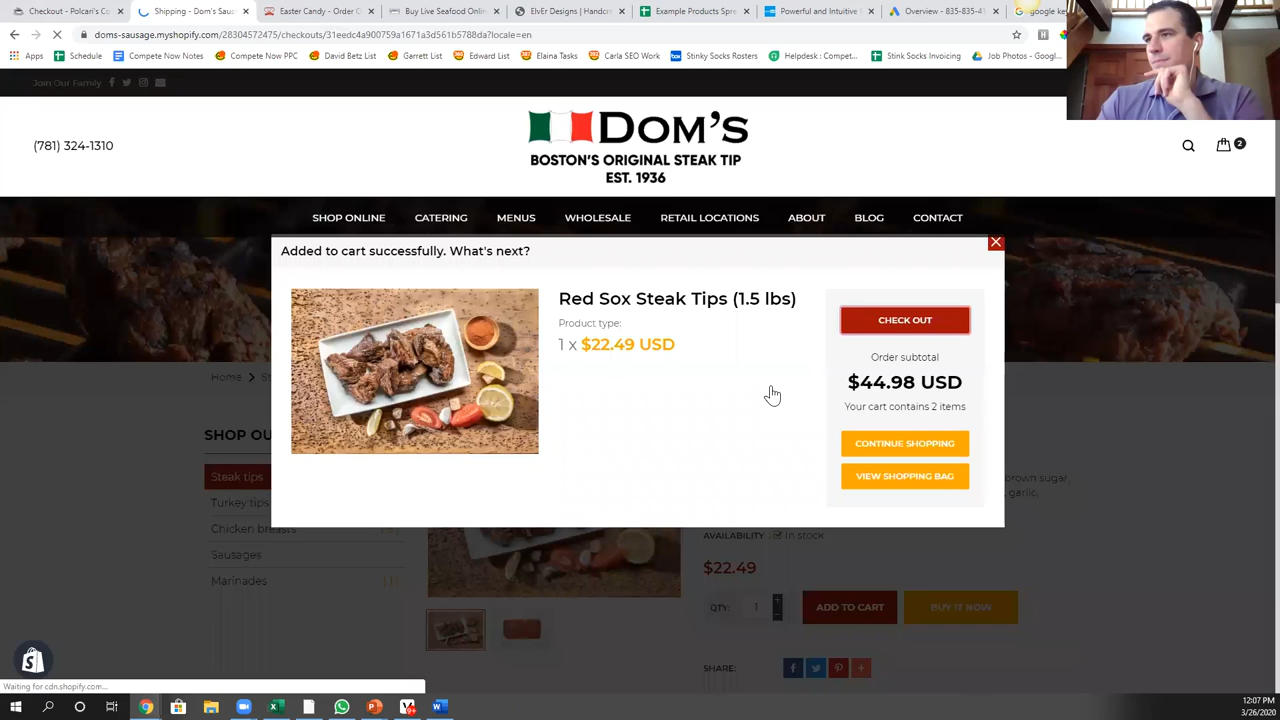 Checkout - Polcari's Co
Shipping - Dom's Saus
Easter Candy - Order C
Buy Live Seafood Onlin
ElvEr Designs | Handcr
Example Products Spre
Powerful and Intuitive
Overview - 835-835-41
google ke
doms-sausage.myshopify.com/28304572475/checkouts/31eedc4a900759a1671a3d561b5788da?locale=en
Apps
Schedule
Compete Now Notes
Compete Now PPC
David Betz List
Garrett List
Edward List
Elaina Tasks
Carla SEO Work
Stinky Socks Rosters
Helpdesk : Compet...
Stink Socks Invoicing
Job Photos - Googl...
Join Our Family
(781) 324-1310
DOM'S
BOSTON'S ORIGINAL STEAK TIP
EST. 1936
2
SHOP ONLINE
CATERING
MENUS
WHOLESALE
RETAIL LOCATIONS
ABOUT
BLOG
CONTACT
Added to cart successfully. What's next?
Red Sox Steak Tips (1.5 lbs)
Product type:
1 x $22.49 USD
CHECK OUT
Order subtotal
$44.98 USD
Your cart contains 2 items
CONTINUE SHOPPING
VIEW SHOPPING BAG
Home
SHOP OU
Steak tips
Turkey tips
Chicken breasts
Sausages
Marinades
brown sugar,
garlic,
AVAILABILITY
In stock
$22.49
QTY:
1
ADD TO CART
BUY IT NOW
SHARE:
Waiting for cdn.shopify.com...
12:07 PM
3/26/2020